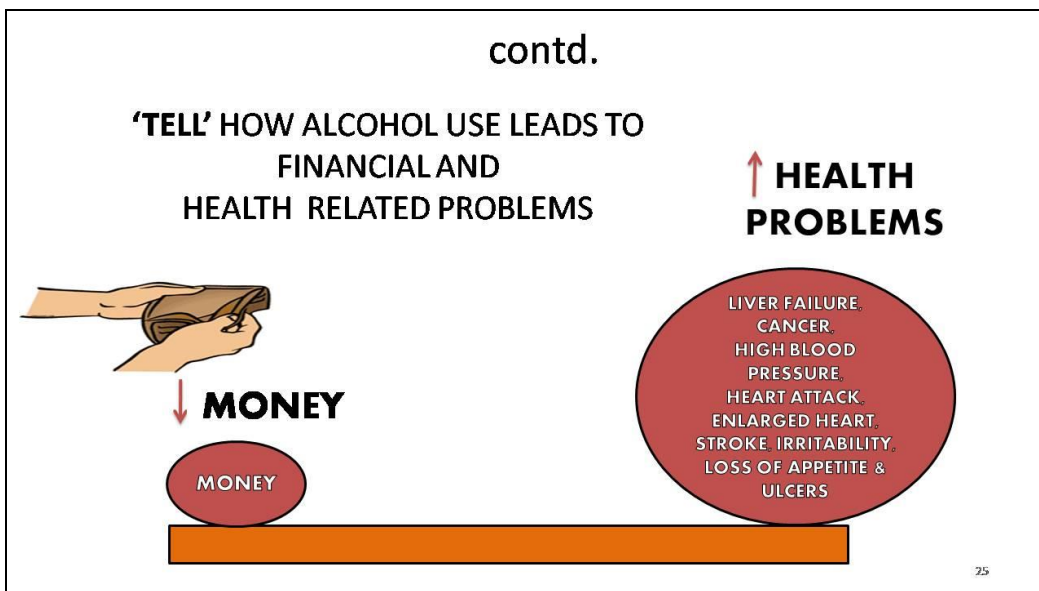 contd.
‘TELL’ HOW ALCOHOL USE LEADS TO
FINANCIAL AND
HEALTH RELATED PROBLEMS
↑ HEALTH
PROBLEMS
↓ MONEY
MONEY
LIVER FAILURE,
CANCER,
HIGH BLOOD
PRESSURE,
HEART ATTACK,
ENLARGED HEART,
STROKE, IRRITABILITY,
LOSS OF APPETITE &
ULCERS
25